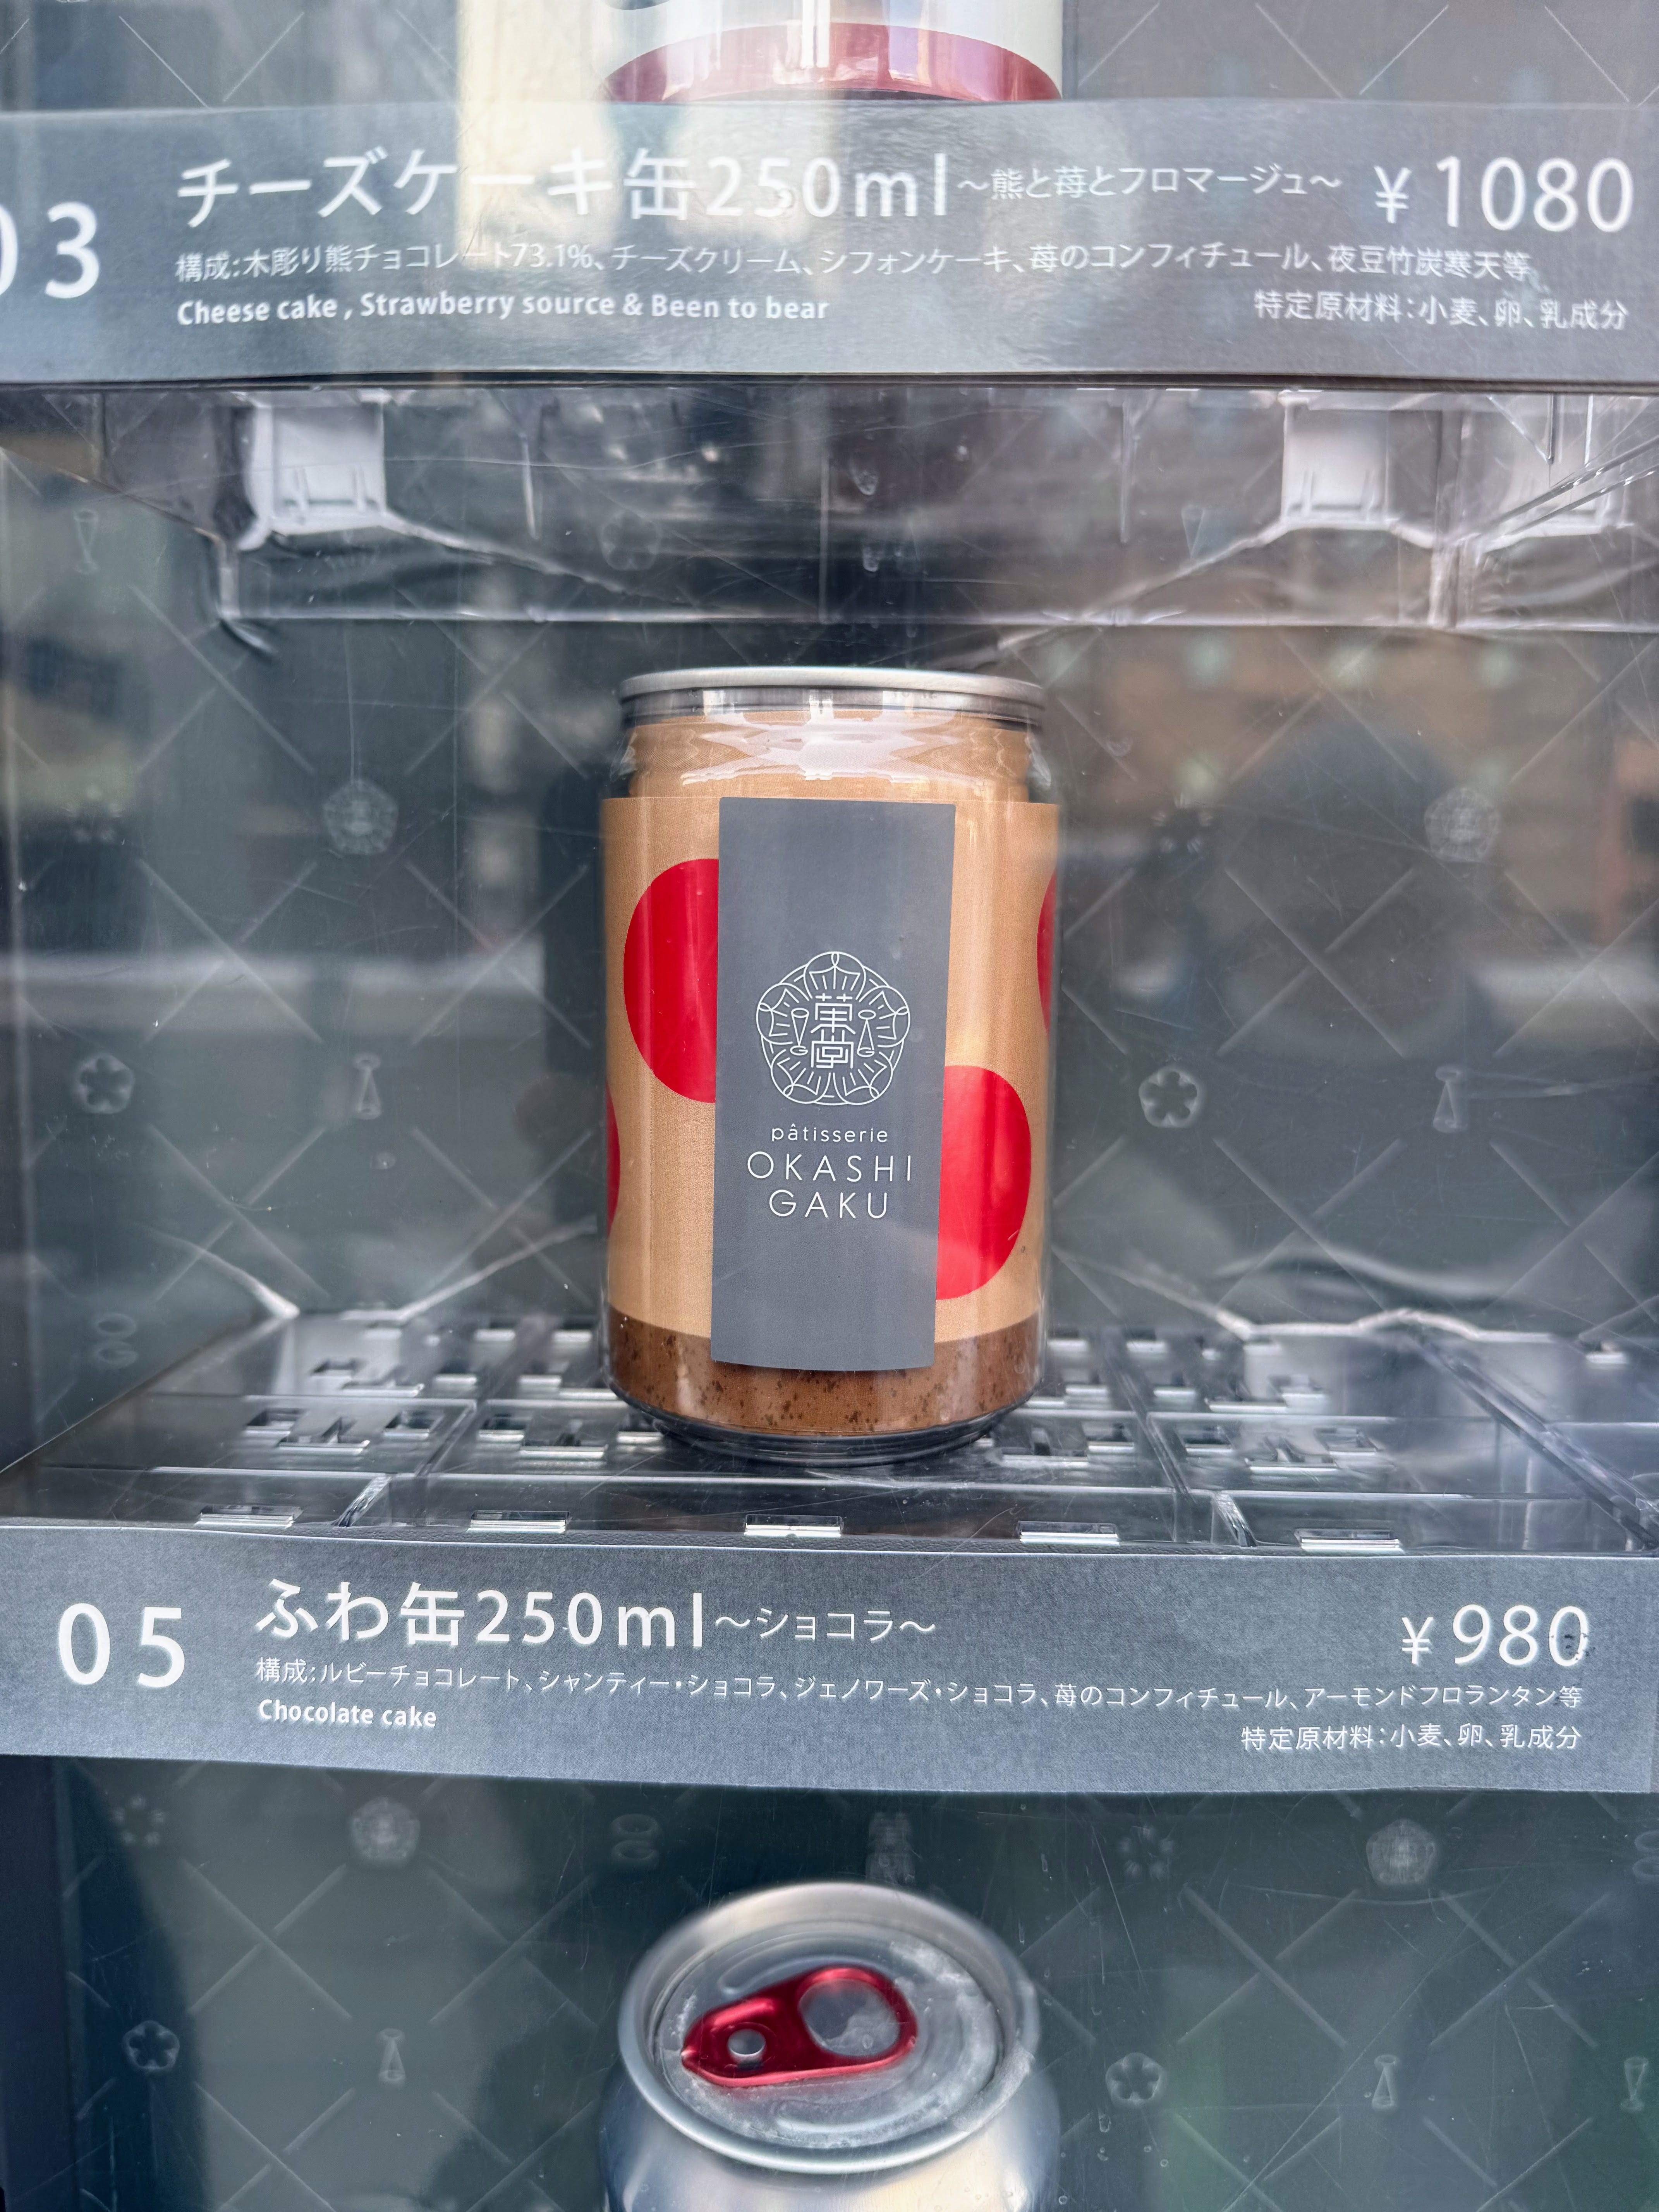 03
チーズケーキ缶250ml～熊と苺とフロマージュ～ ¥1080
構成:木彫り熊チョコレート73.1%、チーズクリーム、シフォンケーキ、苺のコンフィチュール、夜豆竹炭寒天等
Cheese cake , Strawberry source & Been to bear
特定原材料:小麦、卵、乳成分
菓学
pâtisserie
OKASHI
GAKU
05
ふわ缶250ml～ショコラ～ ¥980
構成:ルビーチョコレート、シャンティー・ショコラ、ジェノワーズ・ショコラ、苺のコンフィチュール、アーモンドフロランタン等
Chocolate cake
特定原材料:小麦、卵、乳成分